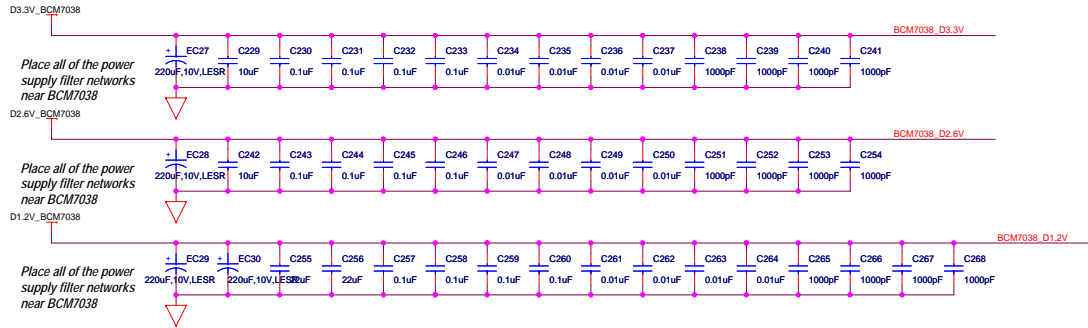 D3.3V_BCM7038
BCM7038_D3.3V
EC27 C229 C230 C231 C232 C233 C234 C235 C236 C237 C238 C239 C240 C241
220uF,10V,LESR 10uF 0.1uF 0.1uF 0.1uF 0.1uF 0.01uF 0.01uF 0.01uF 0.01uF 1000pF 1000pF 1000pF 1000pF
Place all of the power
supply filter networks
near BCM7038
D2.6V_BCM7038
BCM7038_D2.6V
EC28 C242 C243 C244 C245 C246 C247 C248 C249 C250 C251 C252 C253 C254
220uF,10V,LESR 10uF 0.1uF 0.1uF 0.1uF 0.1uF 0.01uF 0.01uF 0.01uF 0.01uF 1000pF 1000pF 1000pF 1000pF
Place all of the power
supply filter networks
near BCM7038
D1.2V_BCM7038
BCM7038_D1.2V
EC29 EC30 C255 C256 C257 C258 C259 C260 C261 C262 C263 C264 C265 C266 C267 C268
220uF,10V,LESR 220uF,10V,LESR 22uF 0.1uF 0.1uF 0.1uF 0.1uF 0.01uF 0.01uF 0.01uF 0.01uF 1000pF 1000pF 1000pF 1000pF
Place all of the power
supply filter networks
near BCM7038